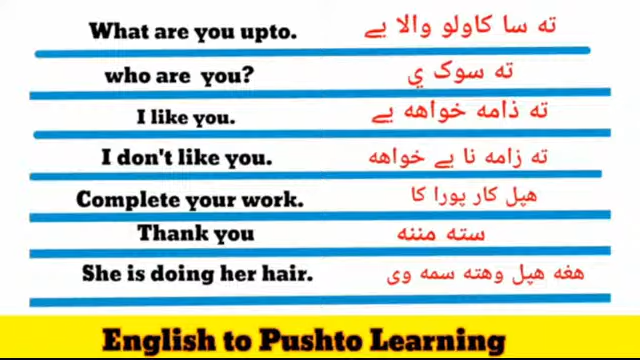 What are you upto. ته سا کاولو والا یے
who are you? ته سوک ي
I like you. ته ذامه خواهه یے
I don't like you. ته زامه نا یے خواهه
Complete your work. هپل کار پورا کا
Thank you سته مننه
She is doing her hair. هغه هپل وهته سمه وی
English to Pushto Learning